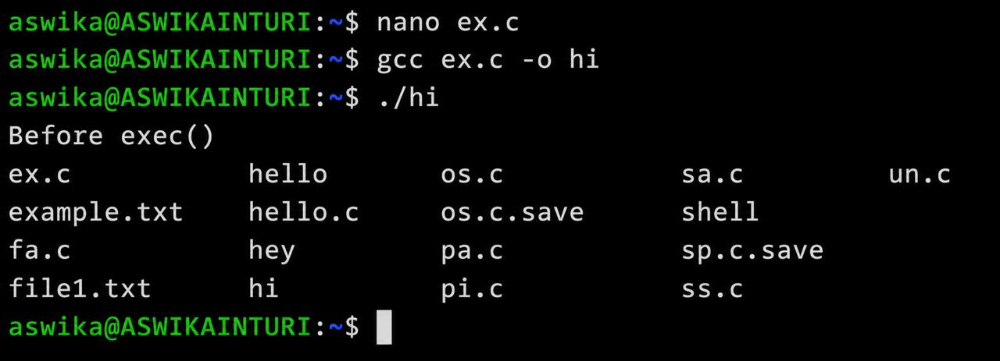 aswika@ASWIKAINTURI:~$ nano ex.c
aswika@ASWIKAINTURI:~$ gcc ex.c -o hi
aswika@ASWIKAINTURI:~$ ./hi
Before exec()
ex.c hello os.c sa.c un.c
example.txt hello.c os.c.save shell
fa.c hey pa.c sp.c.save
file1.txt hi pi.c ss.c
aswika@ASWIKAINTURI:~$